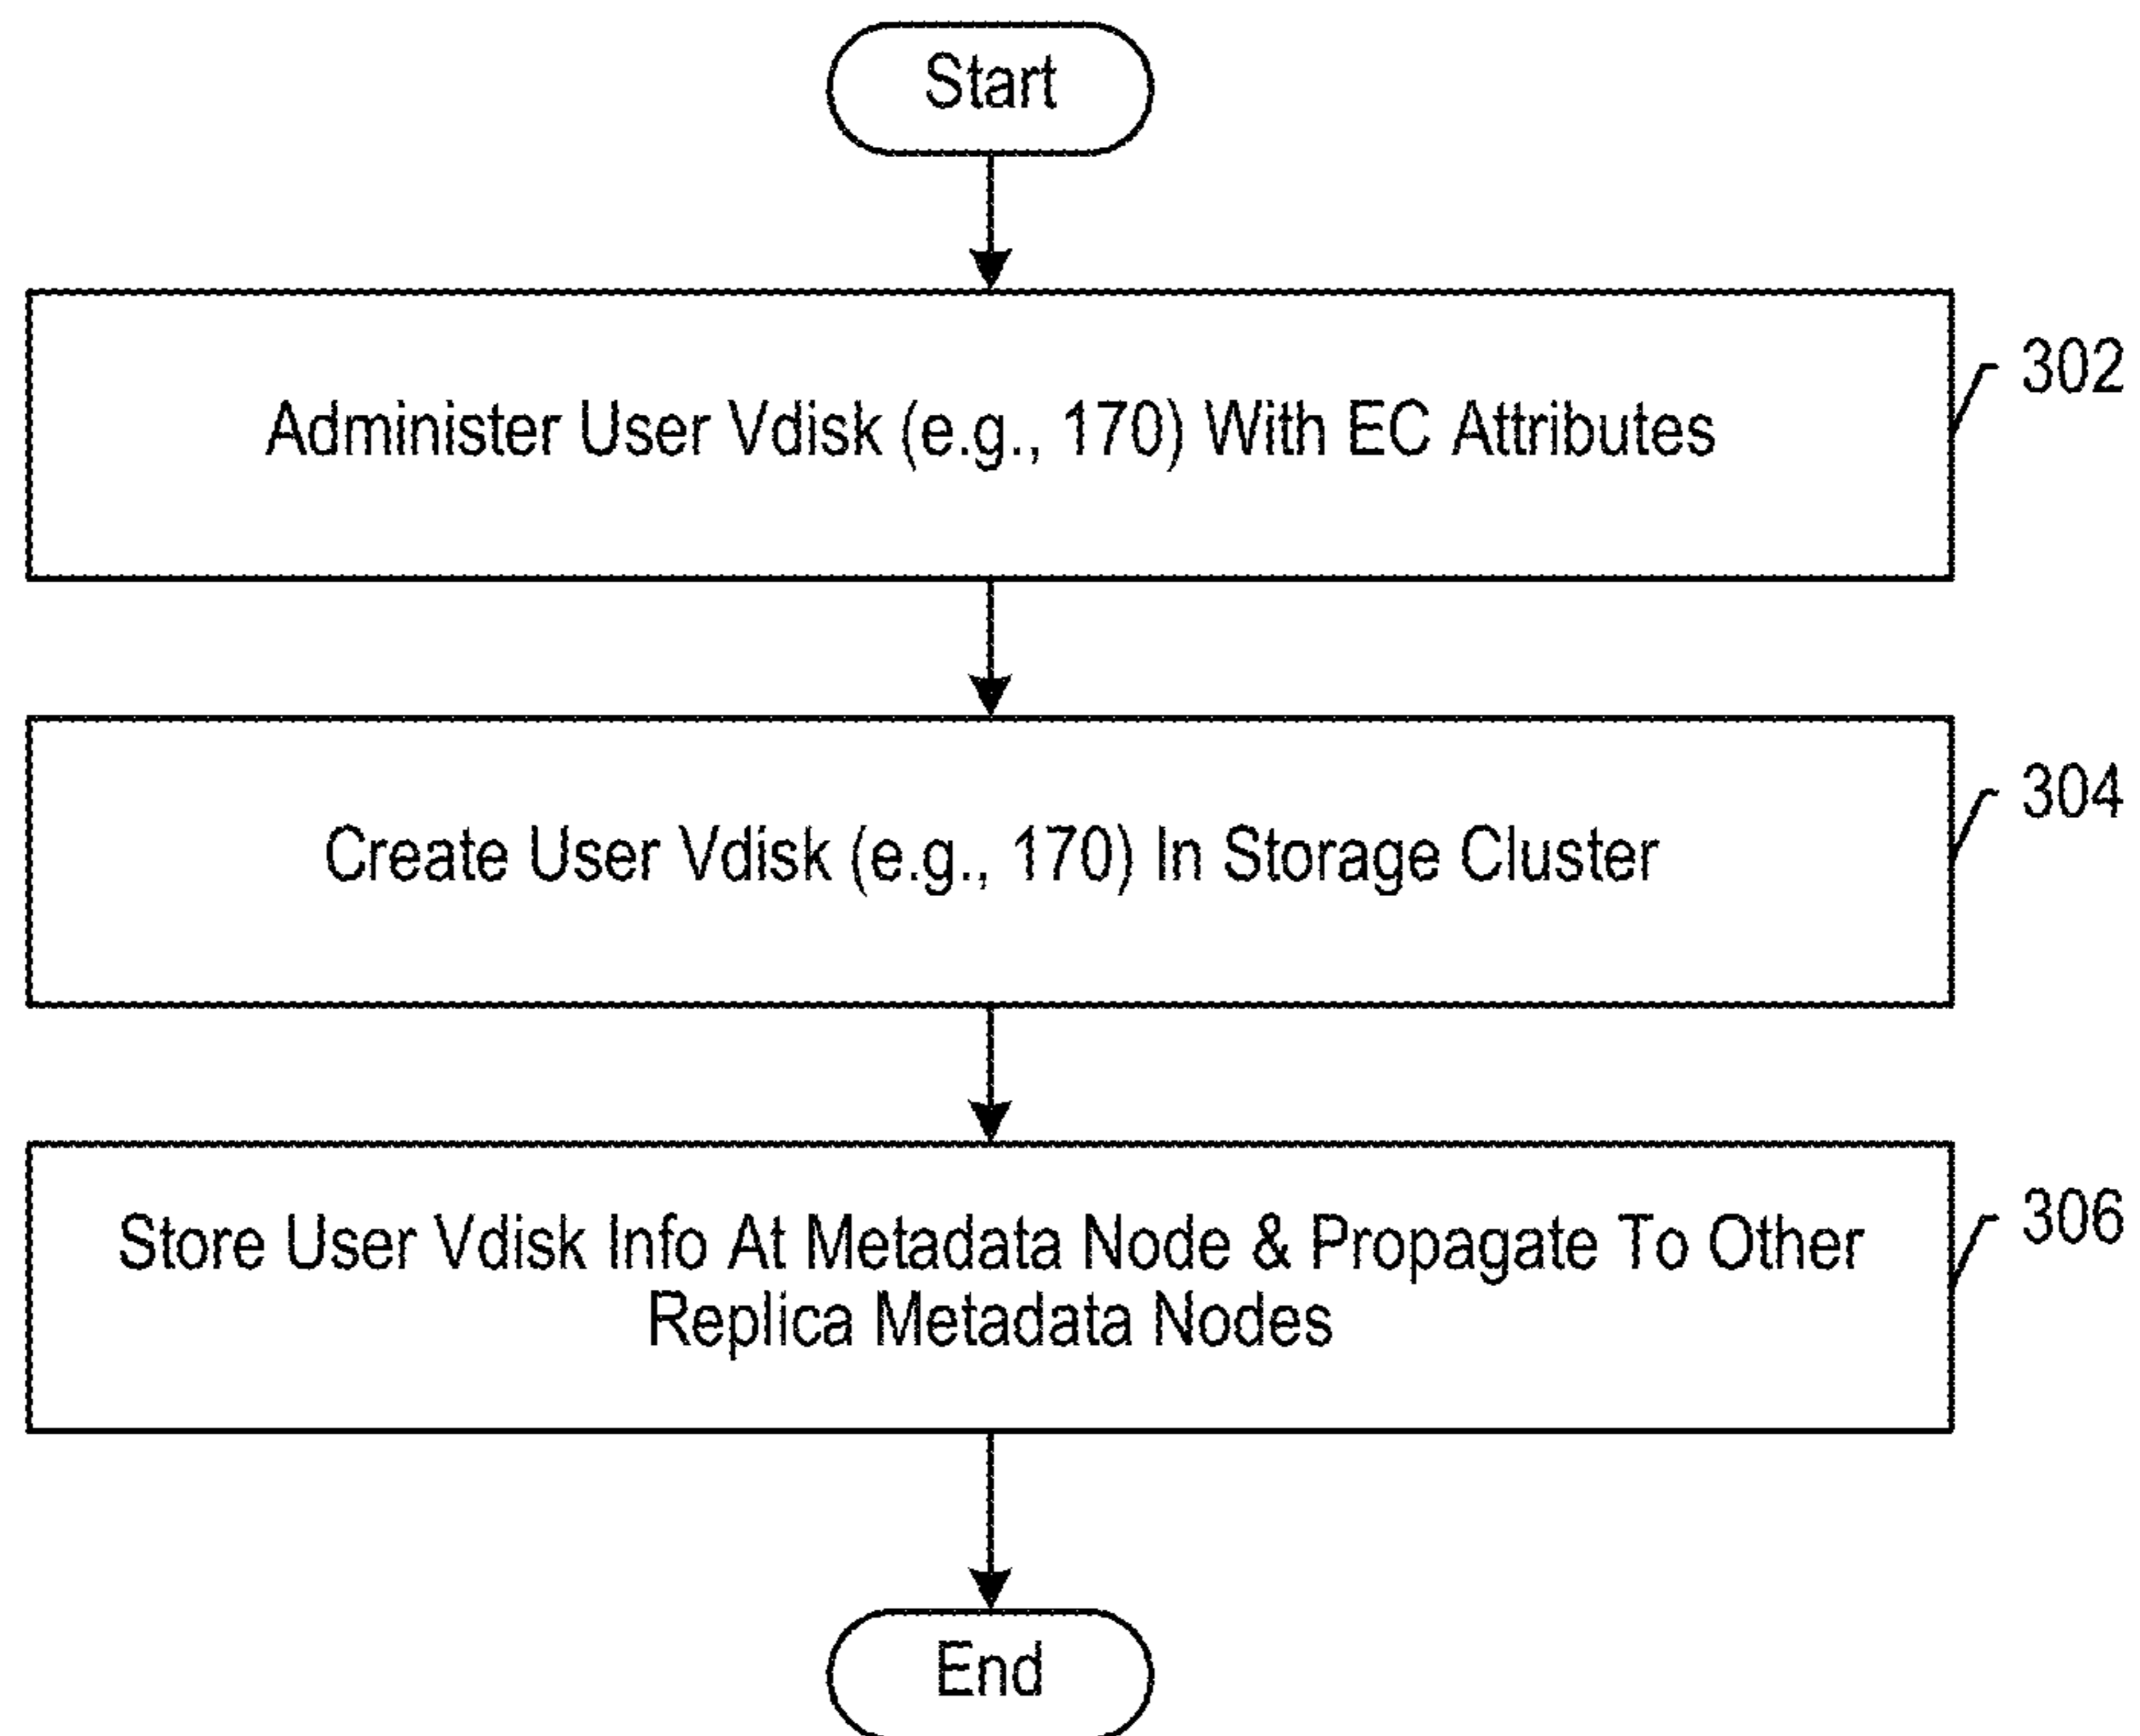 Start
Administer User Vdisk (e.g., 170) With EC Attributes
302
Create User Vdisk (e.g., 170) In Storage Cluster
304
Store User Vdisk Info At Metadata Node & Propagate To Other
Replica Metadata Nodes
306
End